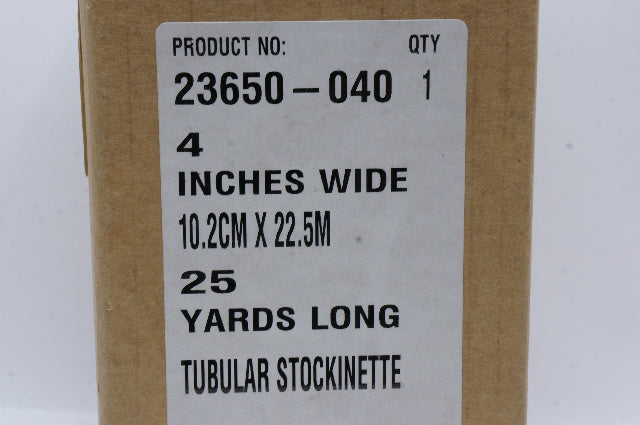 PRODUCT NO: QTY
23650-040 1
4
INCHES WIDE
10.2CM X 22.5M
25
YARDS LONG
TUBULAR STOCKINETTE